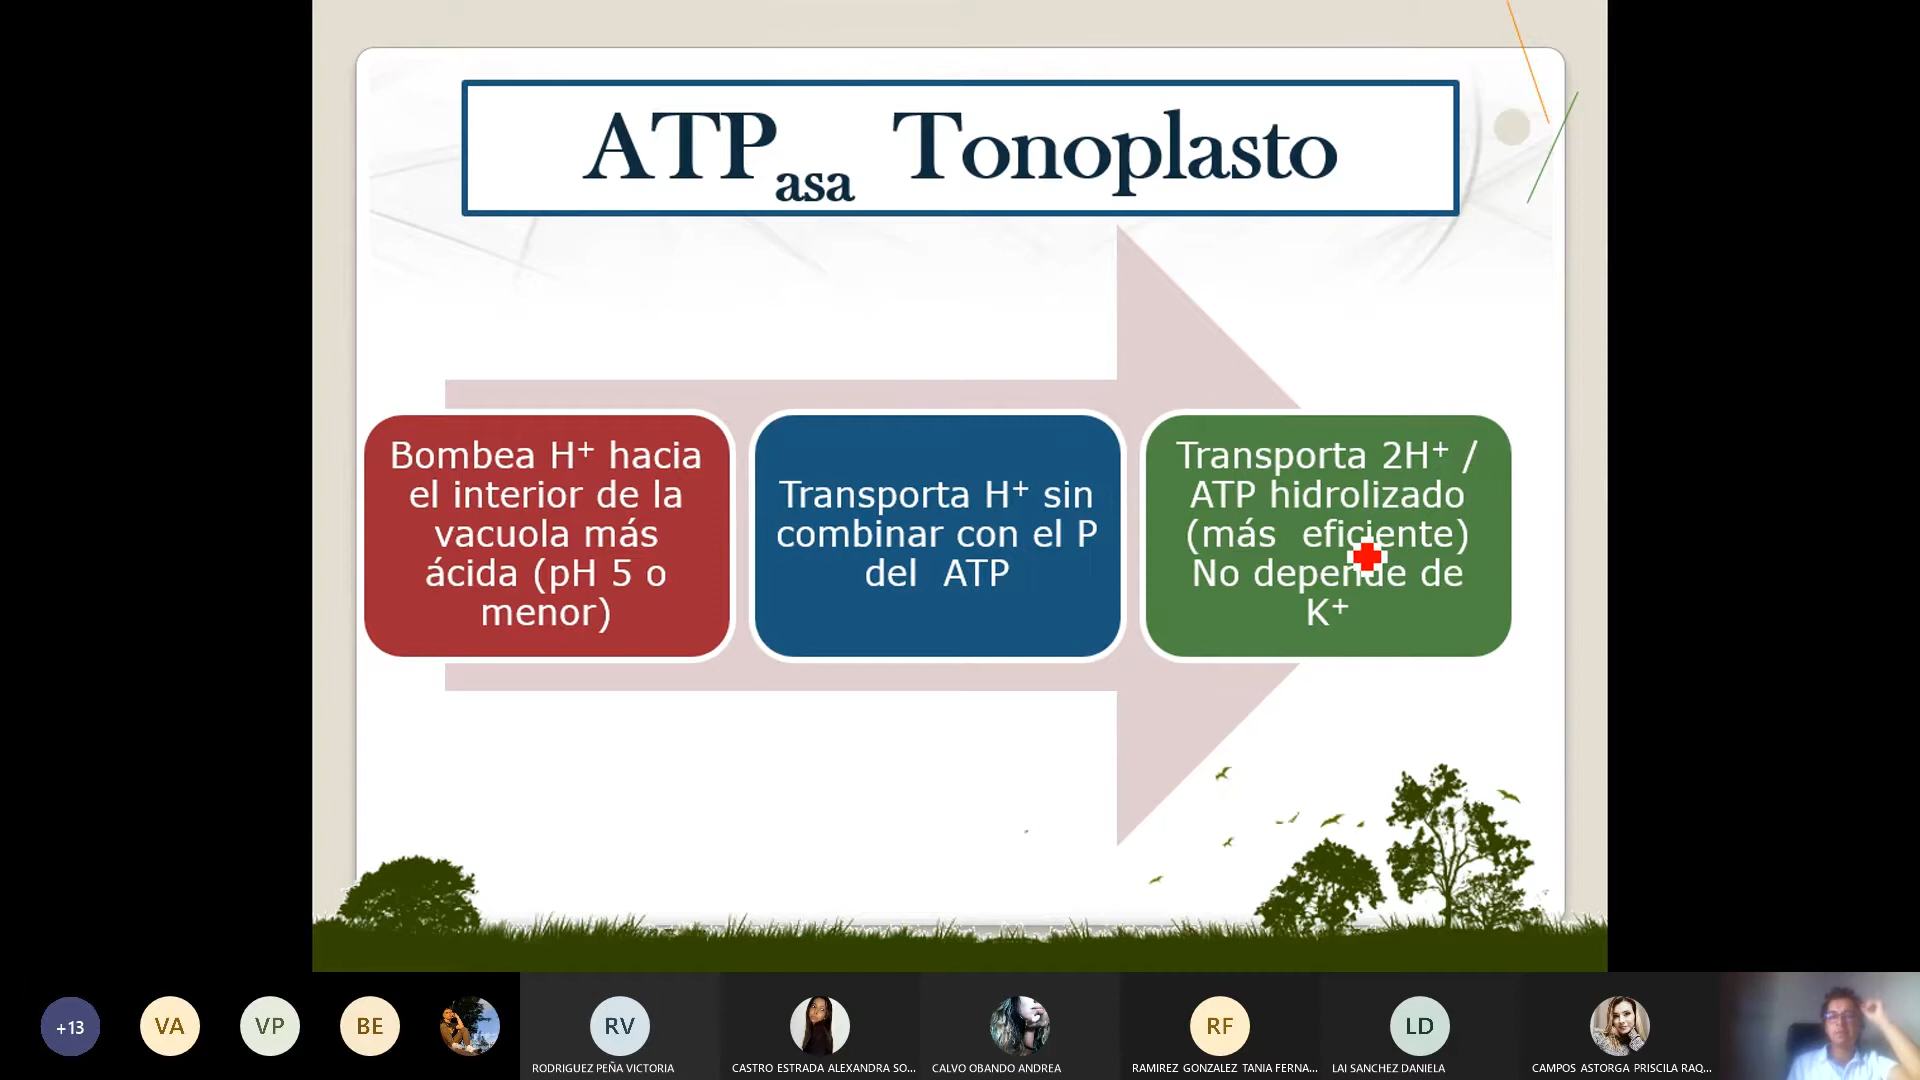 ATPasa Tonoplasto
Bombea H⁺ hacia
el interior de la
vacuola más
ácida (pH 5 o
menor)
Transporta H⁺ sin
combinar con el P
del ATP
Transporta 2H⁺ /
ATP hidrolizado
(más eficiente)
No depende de
K⁺
+13
VA
VP
BE
RV
RF
LD
RODRIGUEZ PEÑA VICTORIA
CASTRO ESTRADA ALEXANDRA SO...
CALVO OBANDO ANDREA
RAMIREZ GONZALEZ TANIA FERNA...
LAI SANCHEZ DANIELA
CAMPOS ASTORGA PRISCILA RAQ...